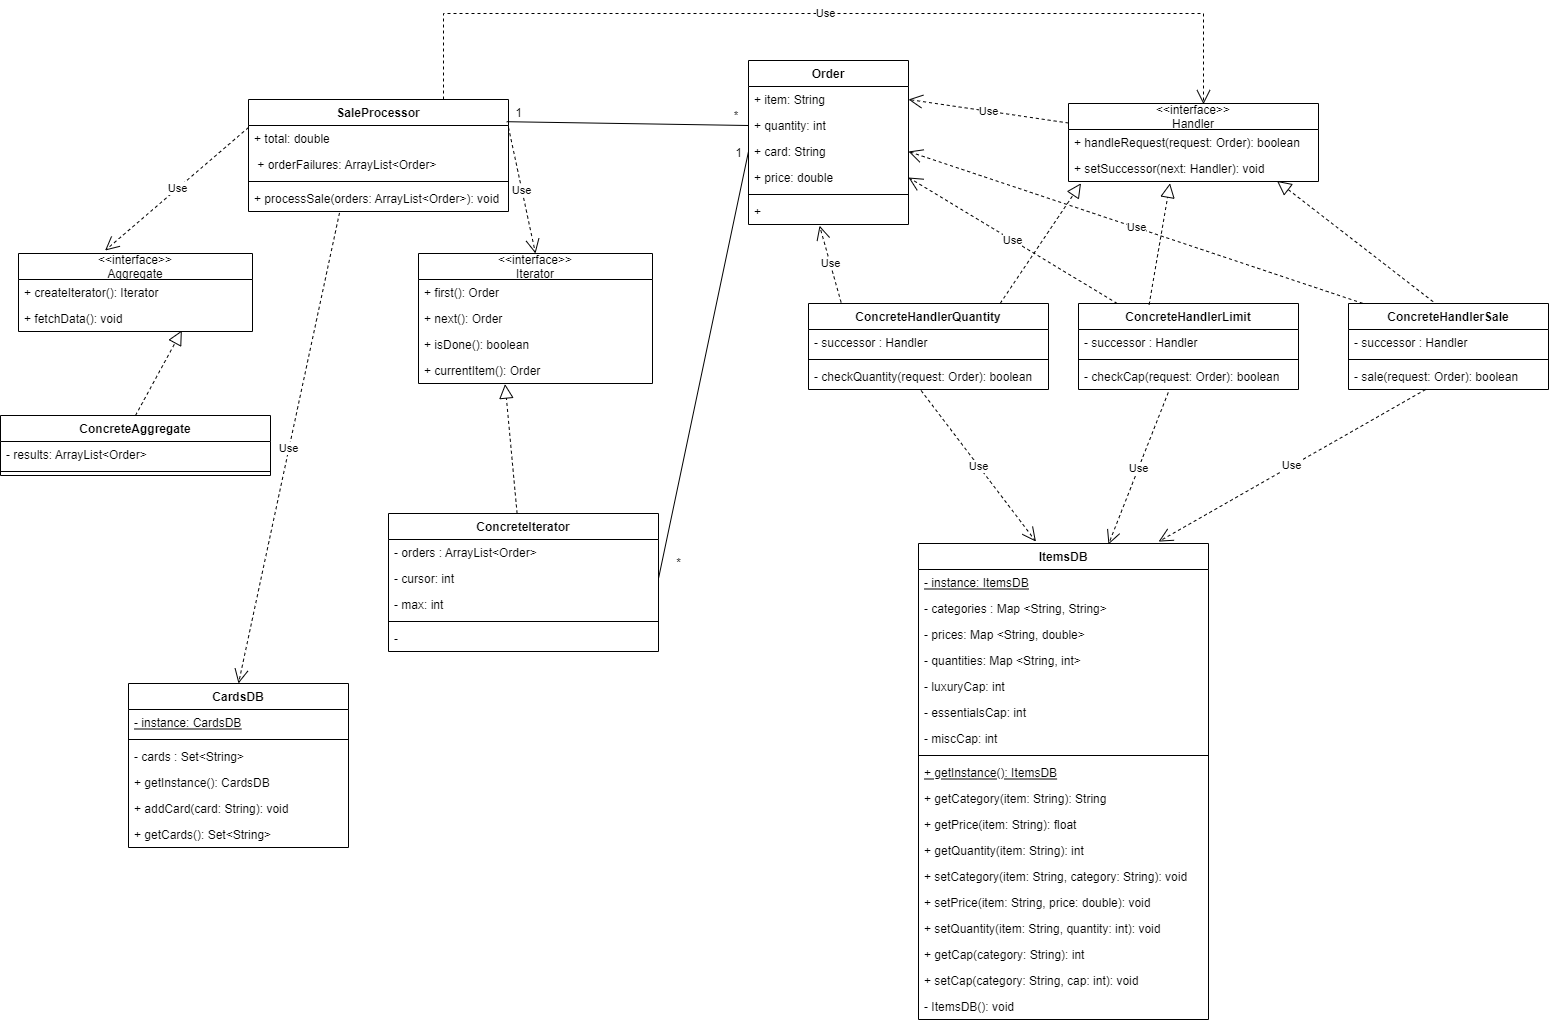 Use
SaleProcessor
+ total: double
+ orderFailures: ArrayList<Order>
+ processSale(orders: ArrayList<Order>): void
1
*
Order
+ item: String
+ quantity: int
+ card: String
+ price: double
+
1
Use
<<interface>>
Handler
+ handleRequest(request: Order): boolean
+ setSuccessor(next: Handler): void
Use
Use
Use
Use
Use
<<interface>>
Aggregate
+ createIterator(): Iterator
+ fetchData(): void
<<interface>>
Iterator
+ first(): Order
+ next(): Order
+ isDone(): boolean
+ currentItem(): Order
ConcreteHandlerQuantity
- successor : Handler
- checkQuantity(request: Order): boolean
ConcreteHandlerLimit
- successor : Handler
- checkCap(request: Order): boolean
ConcreteHandlerSale
- successor : Handler
- sale(request: Order): boolean
ConcreteAggregate
- results: ArrayList<Order>
Use
Use
Use
Use
ConcreteIterator
- orders : ArrayList<Order>
- cursor: int
- max: int
-
*
ItemsDB
- instance: ItemsDB
- categories : Map <String, String>
- prices: Map <String, double>
- quantities: Map <String, int>
- luxuryCap: int
- essentialsCap: int
- miscCap: int
+ getInstance(): ItemsDB
+ getCategory(item: String): String
+ getPrice(item: String): float
+ getQuantity(item: String): int
+ setCategory(item: String, category: String): void
+ setPrice(item: String, price: double): void
+ setQuantity(item: String, quantity: int): void
+ getCap(category: String): int
+ setCap(category: String, cap: int): void
- ItemsDB(): void
CardsDB
- instance: CardsDB
- cards : Set<String>
+ getInstance(): CardsDB
+ addCard(card: String): void
+ getCards(): Set<String>